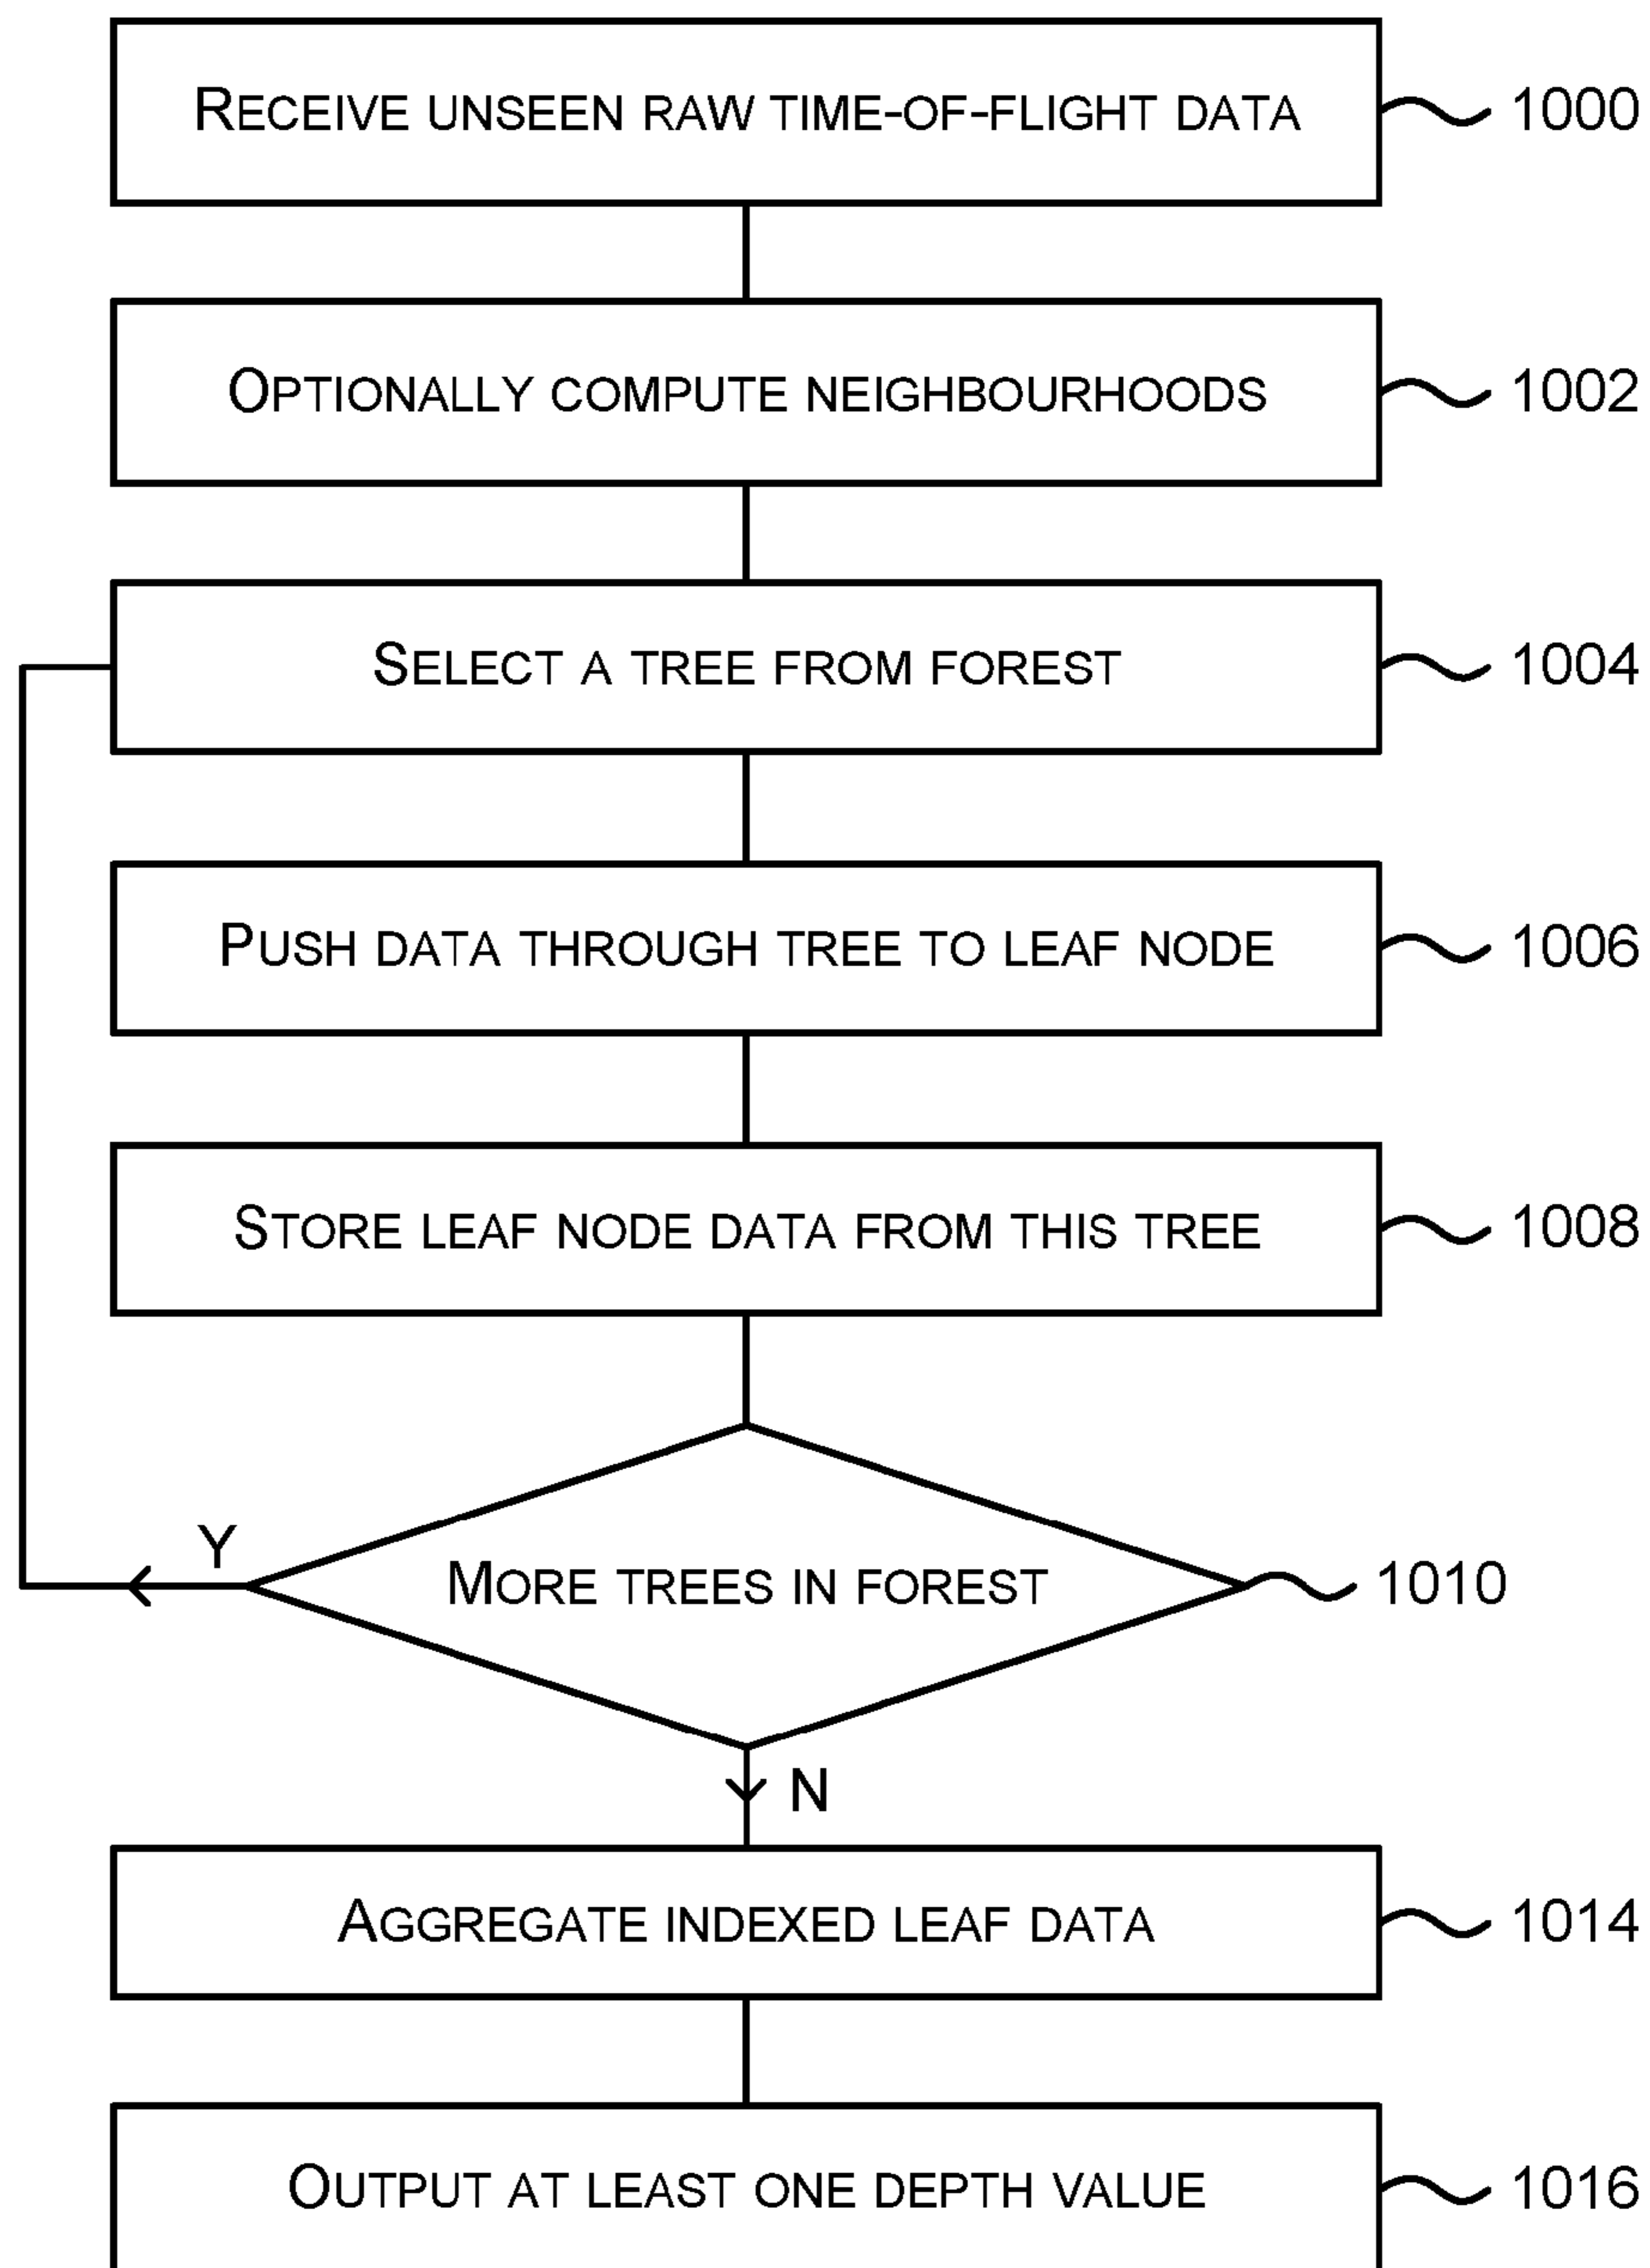 RECEIVE UNSEEN RAW TIME-OF-FLIGHT DATA
1000
OPTIONALLY COMPUTE NEIGHBOURHOODS
1002
SELECT A TREE FROM FOREST
1004
PUSH DATA THROUGH TREE TO LEAF NODE
1006
STORE LEAF NODE DATA FROM THIS TREE
1008
Y
MORE TREES IN FOREST
1010
N
AGGREGATE INDEXED LEAF DATA
1014
OUTPUT AT LEAST ONE DEPTH VALUE
1016